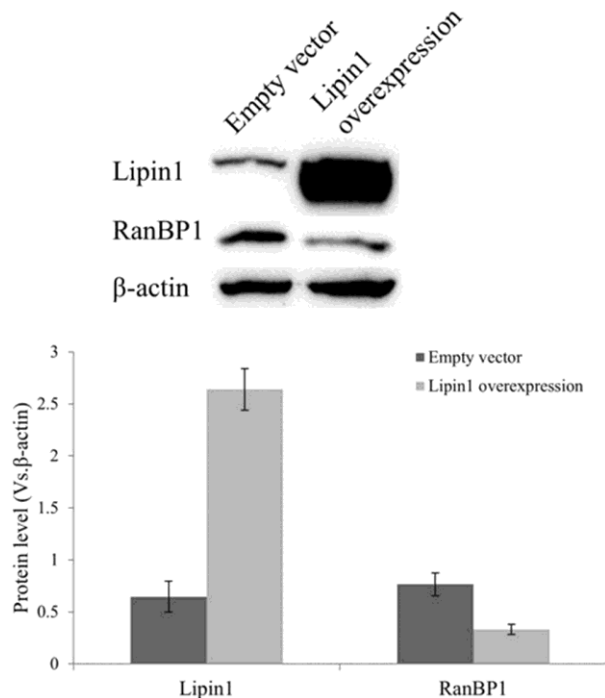 Empty vector
Lipin1
overexpression
Lipin1
RanBP1
β-actin
3
2.5
2
1.5
1
0.5
0
Protein level (Vs.β-actin)
Empty vector
Lipin1 overexpression
Lipin1
RanBP1